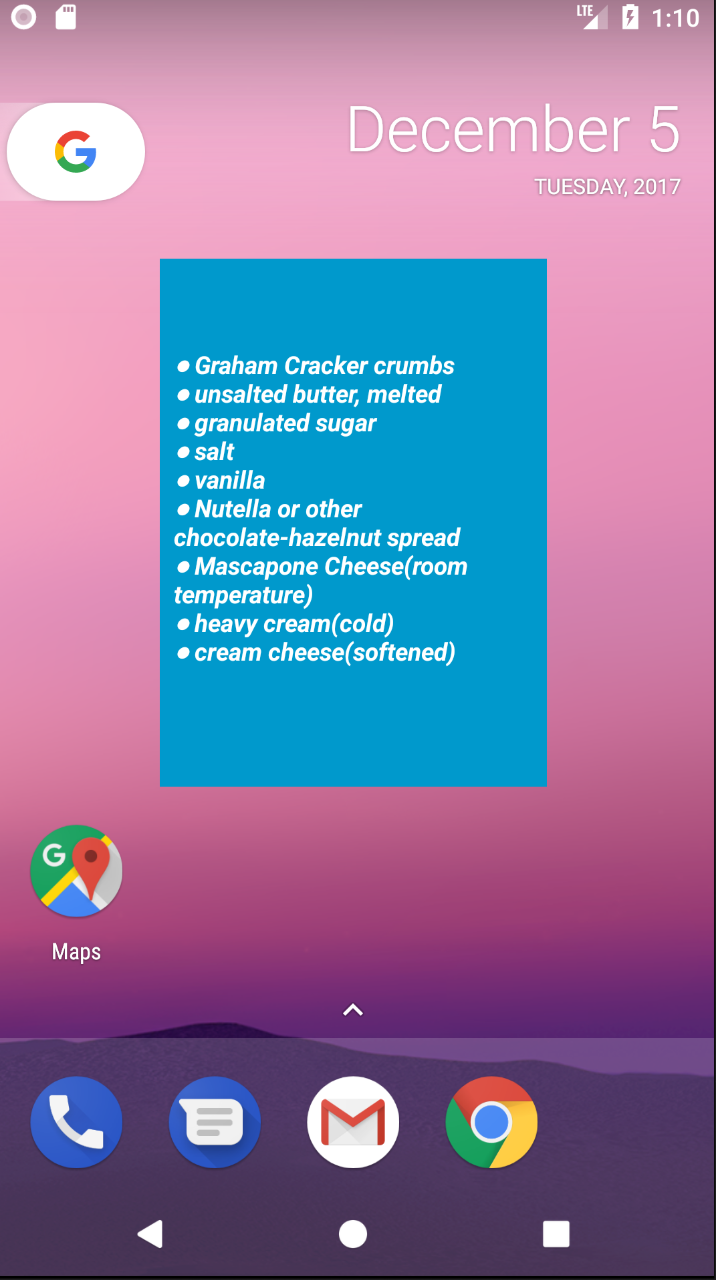 LTE 1:10
G
December 5
TUESDAY, 2017
● Graham Cracker crumbs
● unsalted butter, melted
● granulated sugar
● salt
● vanilla
● Nutella or other
chocolate-hazelnut spread
● Mascapone Cheese(room
temperature)
● heavy cream(cold)
● cream cheese(softened)
G
Maps